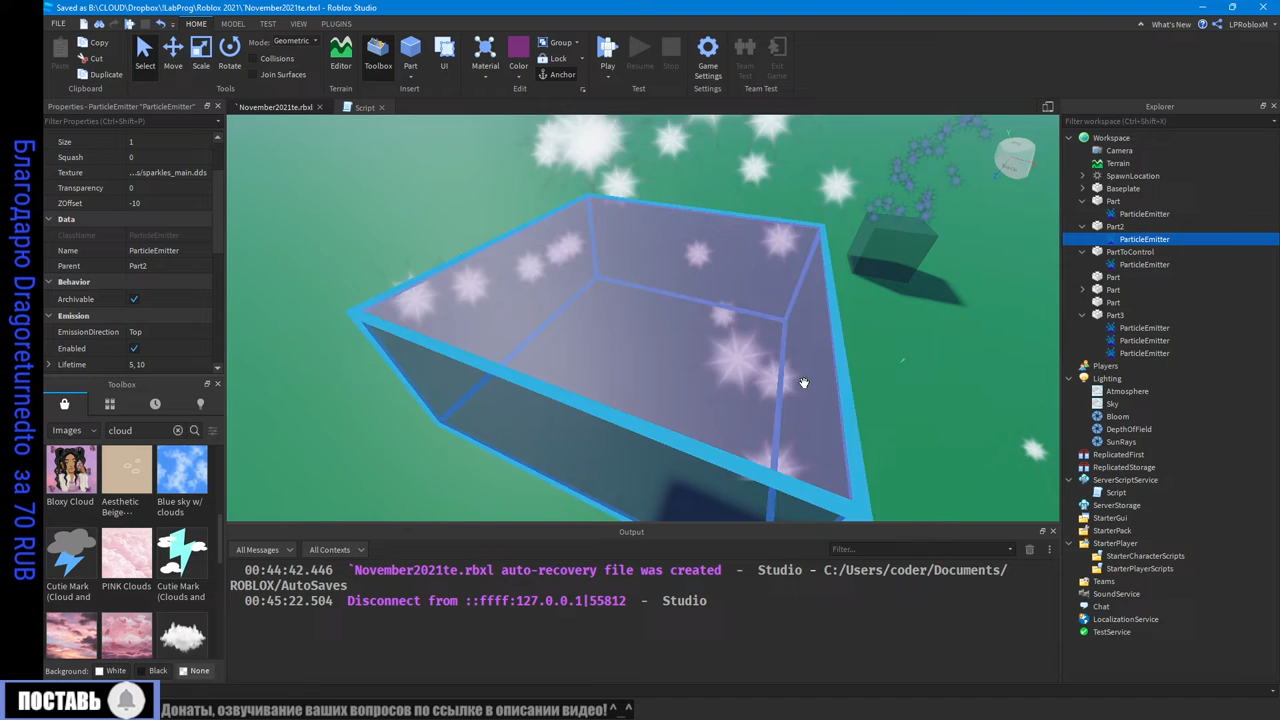 Saved as B:\CLOUD\Dropbox\!LabProg\Roblox 2021\`November2021te.rbxl - Roblox Studio
FILE HOME MODEL TEST VIEW PLUGINS
What's New LPRobloxM
Paste Copy Cut Duplicate Clipboard
Select Move Scale Rotate Tools
Mode: Geometric
Collisions
Join Surfaces
Editor Terrain
Toolbox Part UI Insert
Material Color Group Lock Anchor Edit
Play Resume Stop Test
Game Settings Settings
Team Test Exit Game Team Test
Properties - ParticleEmitter "ParticleEmitter"
Filter Properties (Ctrl+Shift+P)
Size 1
Squash 0
Texture ...s/sparkles_main.dds
Transparency 0
ZOffset -10
Data
ClassName ParticleEmitter
Name ParticleEmitter
Parent Part2
Behavior
Archivable
Emission
EmissionDirection Top
Enabled
Lifetime 5, 10
Toolbox
Images cloud
Bloxy Cloud
Aesthetic Beige-...
Blue sky w/ clouds
Cutie Mark (Cloud and
PINK Clouds
Cutie Mark (Clouds and
Background: White Black None
`November2021te.rbxl
Script
BACK
Y
Output
All Messages All Contexts Filter...
00:44:42.446 `November2021te.rbxl auto-recovery file was created - Studio - C:/Users/coder/Documents/
ROBLOX/AutoSaves
00:45:22.504 Disconnect from ::ffff:127.0.0.1|55812 - Studio
Explorer
Filter workspace (Ctrl+Shift+X)
Workspace
Camera
Terrain
SpawnLocation
Baseplate
Part
ParticleEmitter
Part2
ParticleEmitter
PartToControl
ParticleEmitter
Part
Part
Part
Part3
ParticleEmitter
ParticleEmitter
ParticleEmitter
Players
Lighting
Atmosphere
Sky
Bloom
DepthOfField
SunRays
ReplicatedFirst
ReplicatedStorage
ServerScriptService
Script
ServerStorage
StarterGui
StarterPack
StarterPlayer
StarterCharacterScripts
StarterPlayerScripts
Teams
SoundService
Chat
LocalizationService
TestService
Благодарю Dragoreturnedto за 70 RUB
ПОСТАВЬ
Донаты, озвучивание ваших вопросов по ссылке в описании видео! ^_^